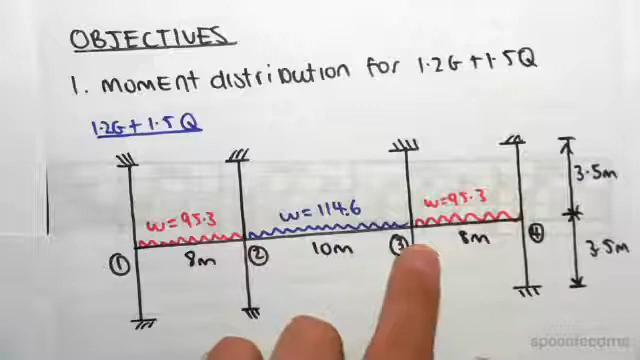 OBJECTIVES
1. MOMENT distribution for 1.2G+1.5Q
1.2G+1.5Q
w=95.3 w=114.6 w=95.3
3.5m
1 8m 2 10m 3 8m 4
3.5m
spoonfeedme